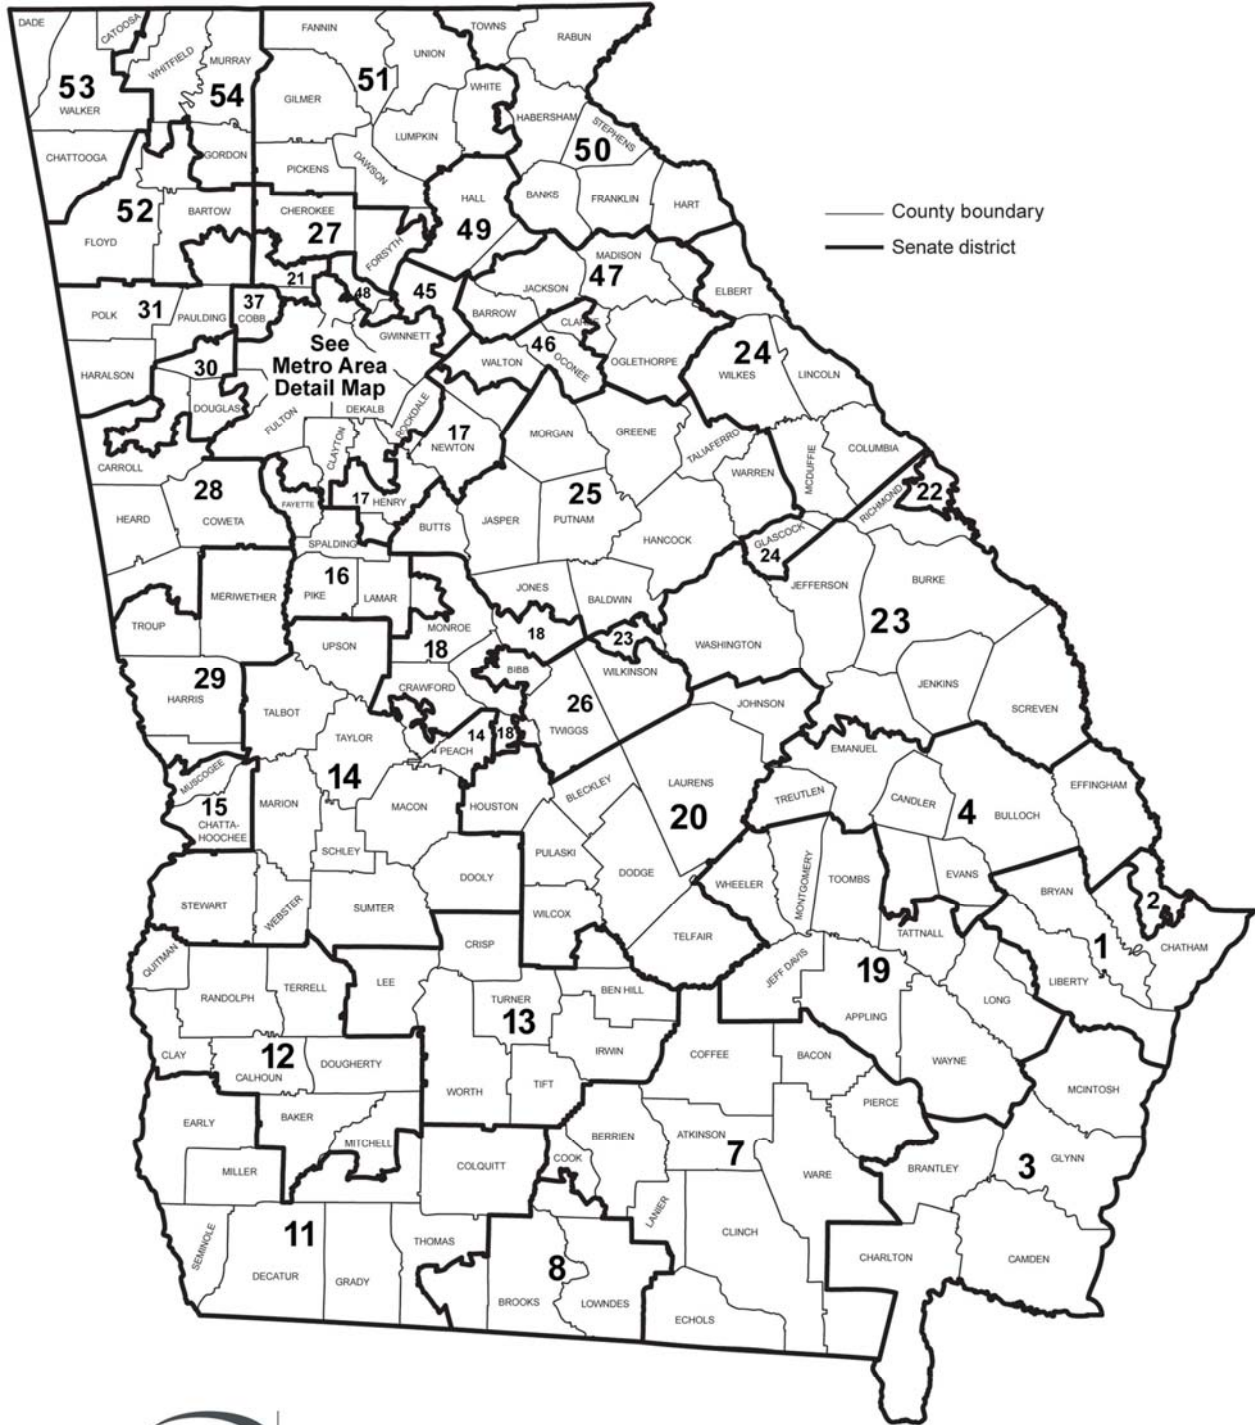 DADE
CATOOSA
WHITFIELD
MURRAY
FANNIN
UNION
TOWNS
RABUN
53
WALKER
54
51
GILMER
WHITE
HABERSHAM
STEPHENS
50
LUMPKIN
CHATTOOGA
GORDON
PICKENS
DAWSON
HALL
BANKS
FRANKLIN
HART
52
BARTOW
CHEROKEE
27
FORSYTH
49
County boundary
Senate district
FLOYD
MADISON
47
21
48
45
JACKSON
ELBERT
POLK
31
PAULDING
37
COBB
BARROW
CLARKE
GWINNETT
See
Metro Area
Detail Map
46
OCONEE
OGLETHORPE
24
WILKES
LINCOLN
HARALSON
30
WALTON
DOUGLAS
FULTON
DEKALB
ROCKDALE
CLAYTON
17
NEWTON
MORGAN
GREENE
TALIAFERRO
MCDUFFIE
COLUMBIA
CARROLL
WARREN
28
COWETA
HEARD
FAYETTE
17
HENRY
BUTTS
JASPER
25
PUTNAM
HANCOCK
RICHMOND
22
SPALDING
GLASCOCK
24
16
PIKE
LAMAR
MERIWETHER
JONES
BALDWIN
JEFFERSON
BURKE
TROUP
UPSON
MONROE
18
18
23
WASHINGTON
23
29
HARRIS
BIBB
WILKINSON
CRAWFORD
26
TWIGGS
JENKINS
SCREVEN
TALBOT
TAYLOR
PEACH
14
18
JOHNSON
MUSCOGEE
14
EMANUEL
15
CHATTA-
HOOCHEE
MARION
MACON
HOUSTON
BLECKLEY
LAURENS
20
TREUTLEN
CANDLER
4
BULLOCH
EFFINGHAM
SCHLEY
PULASKI
DODGE
DOOLY
WHEELER
MONTGOMERY
TOOMBS
EVANS
BRYAN
STEWART
WEBSTER
SUMTER
WILCOX
2
TELFAIR
TATTNALL
QUITMAN
CRISP
1
CHATHAM
RANDOLPH
TERRELL
LEE
JEFF DAVIS
19
LIBERTY
TURNER
13
BEN HILL
LONG
APPLING
CLAY
12
CALHOUN
DOUGHERTY
IRWIN
COFFEE
BACON
WAYNE
WORTH
TIFT
MCINTOSH
EARLY
BAKER
PIERCE
MITCHELL
BERRIEN
ATKINSON
7
COLQUITT
COOK
MILLER
WARE
BRANTLEY
3
GLYNN
SEMINOLE
11
THOMAS
LANIER
CLINCH
DECATUR
GRADY
8
CHARLTON
CAMDEN
BROOKS
LOWNDES
ECHOLS